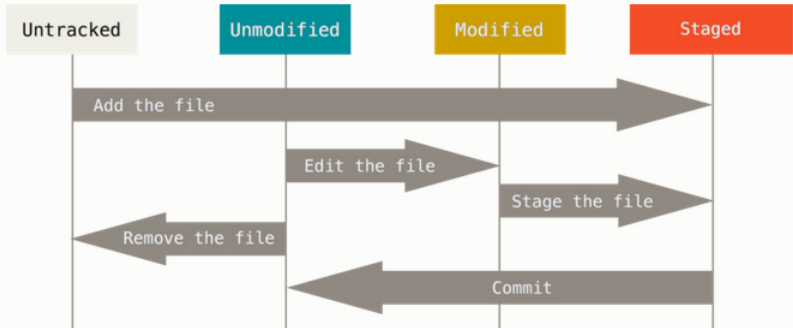 Untracked
Unmodified
Modified
Staged
Add the file
Edit the file
Stage the file
Remove the file
Commit